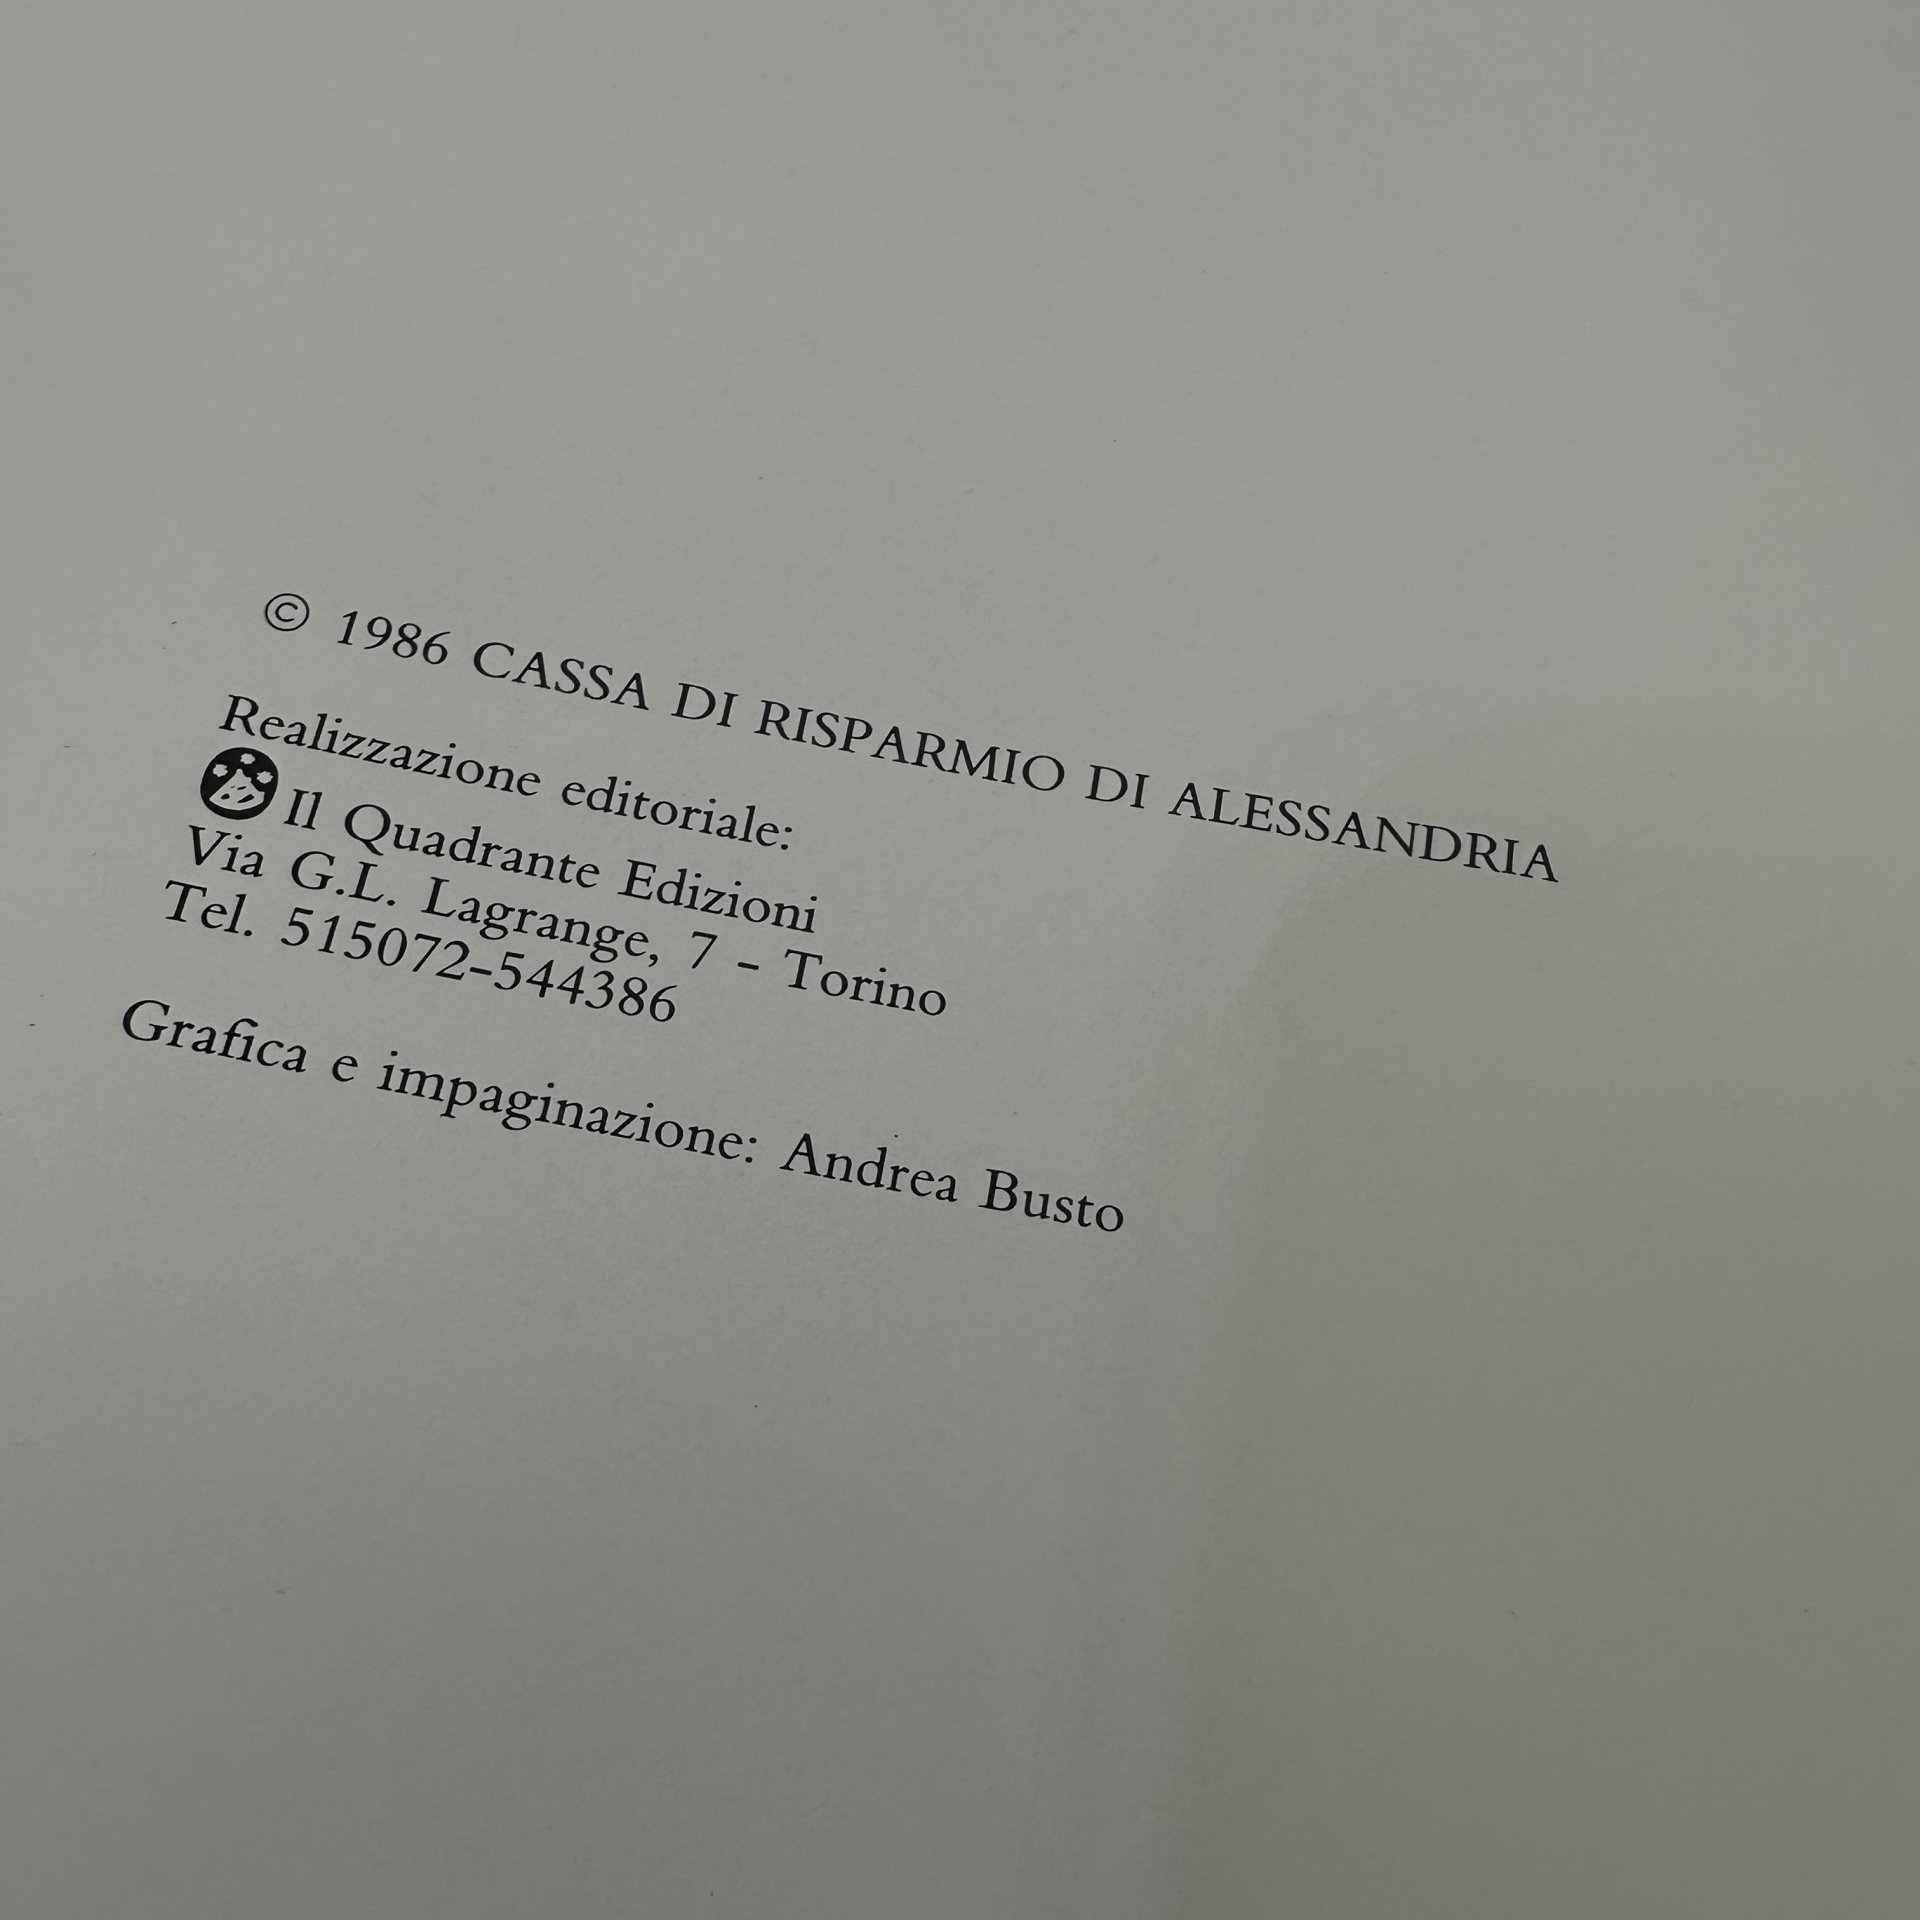 © 1986 CASSA DI RISPARMIO DI ALESSANDRIA
Realizzazione editoriale:
Il Quadrante Edizioni
Via G.L. Lagrange, 7 - Torino
Tel. 515072-544386
Grafica e impaginazione: Andrea Busto